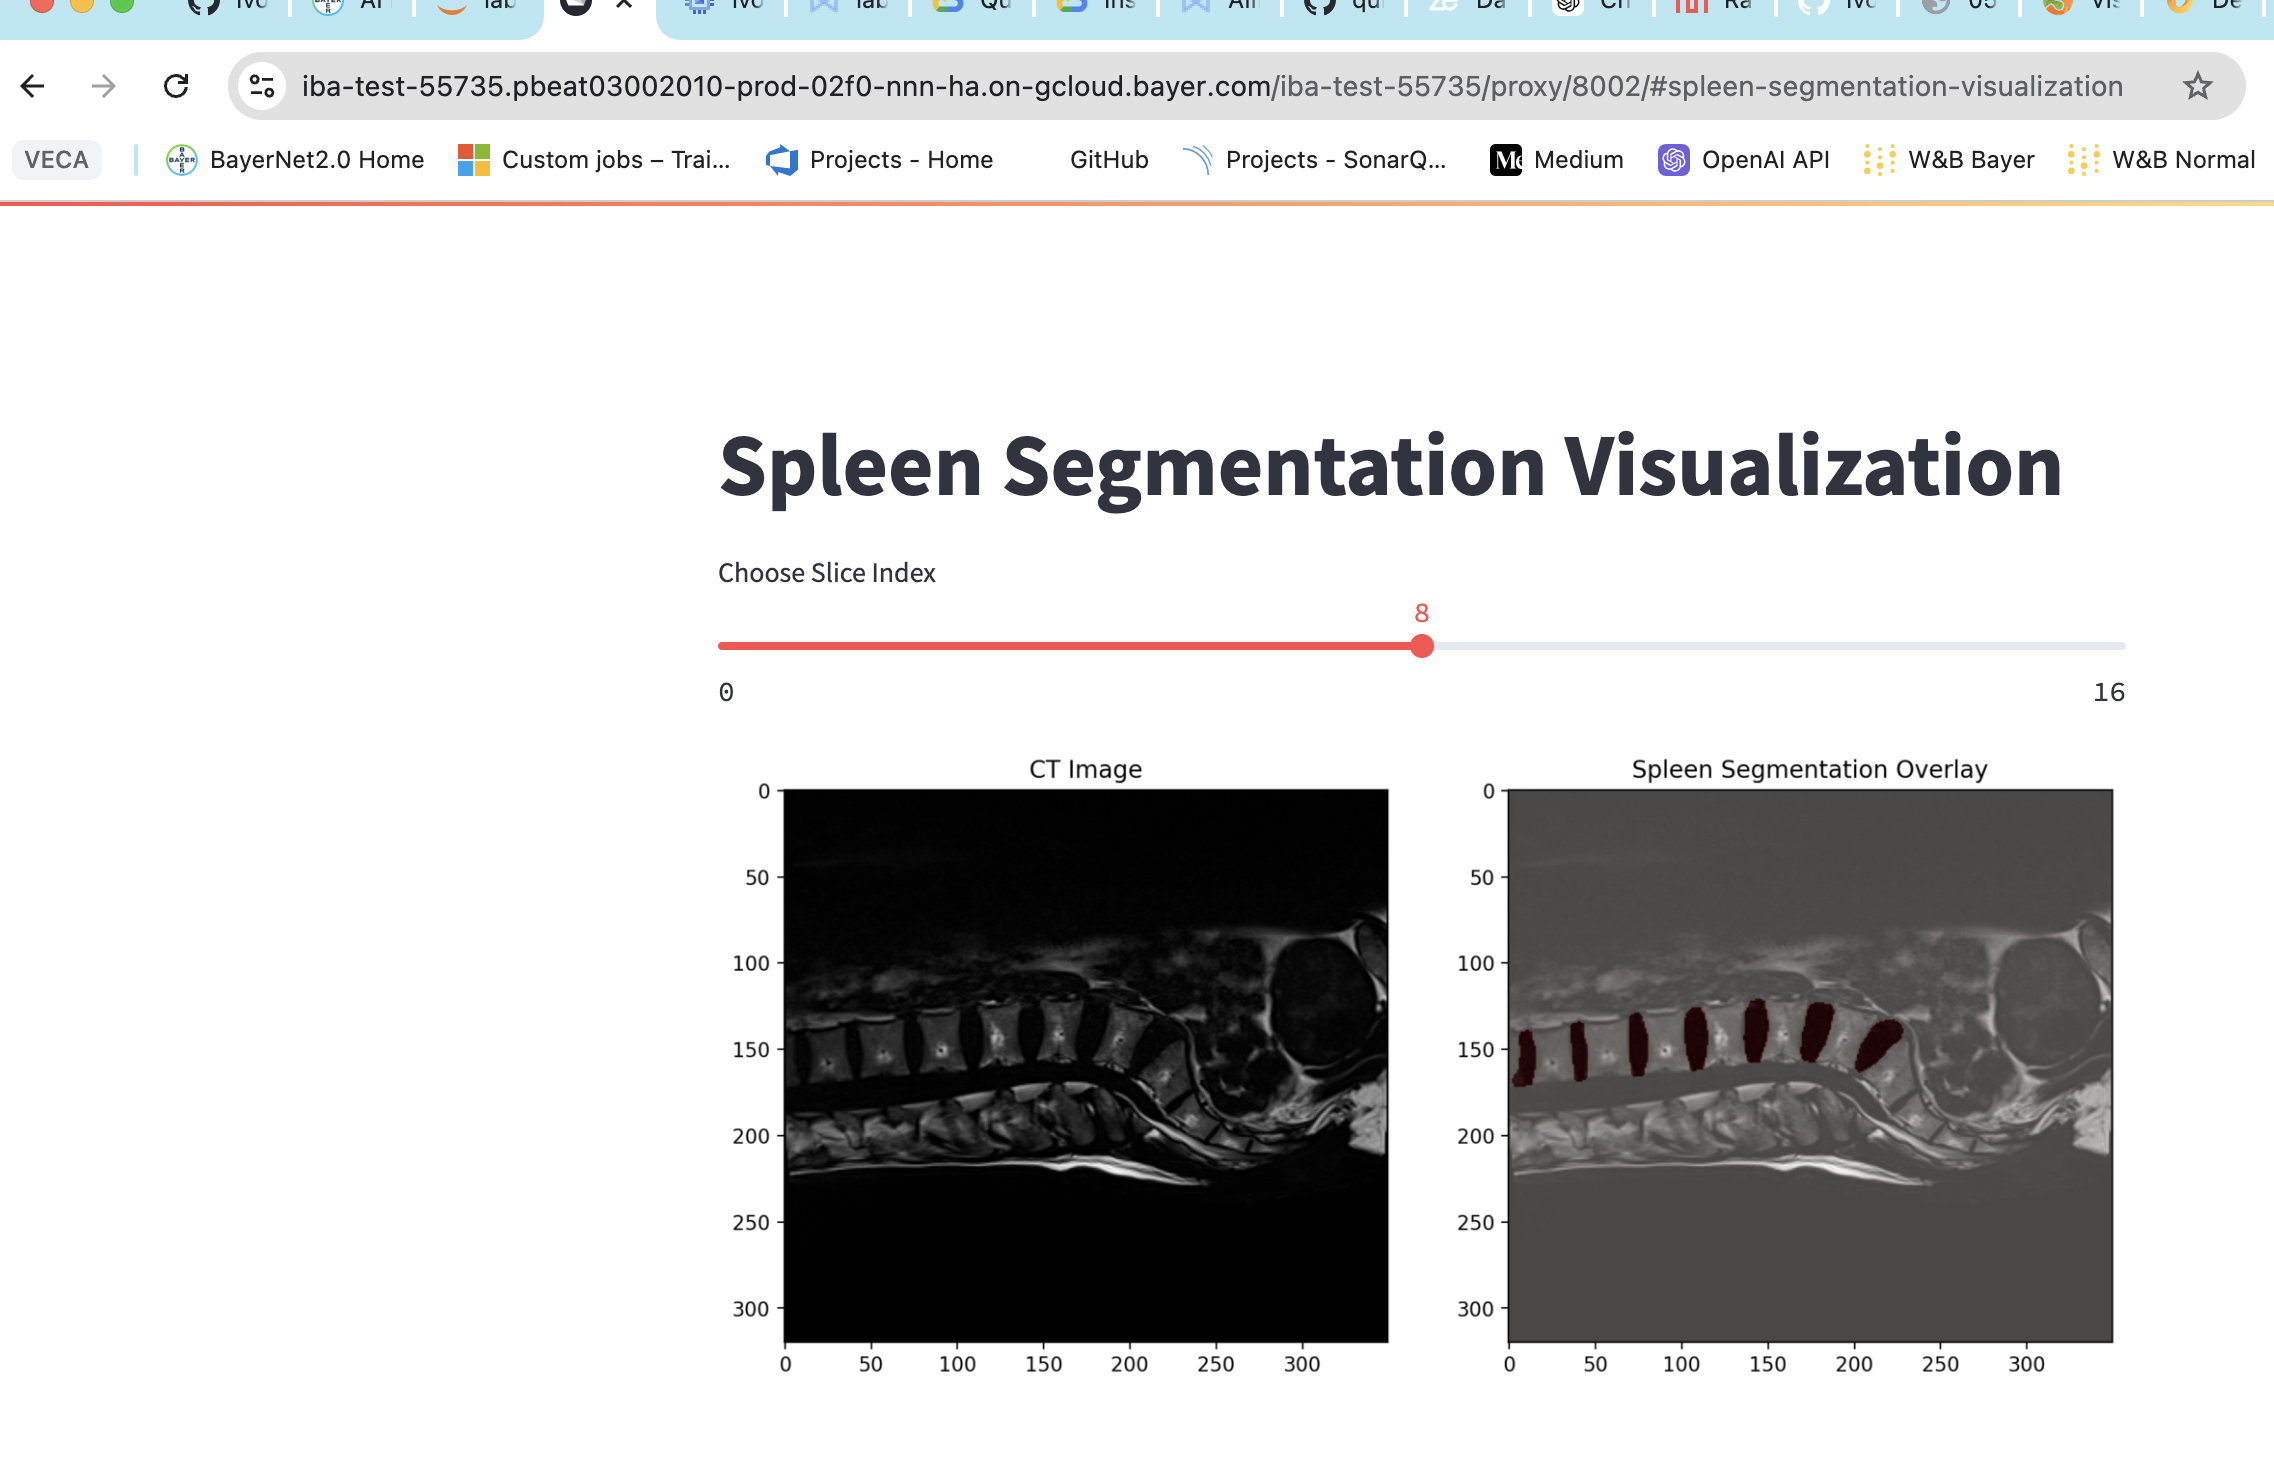 iba-test-55735.pbeat03002010-prod-02f0-nnn-ha.on-gcloud.bayer.com/iba-test-55735/proxy/8002/#spleen-segmentation-visualization
VECA BayerNet2.0 Home Custom jobs – Trai... Projects - Home GitHub Projects - SonarQ... Medium OpenAI API W&B Bayer W&B Normal
Spleen Segmentation Visualization
Choose Slice Index
8
0 16
CT Image
0
50
100
150
200
250
300
0 50 100 150 200 250 300
Spleen Segmentation Overlay
0
50
100
150
200
250
300
0 50 100 150 200 250 300